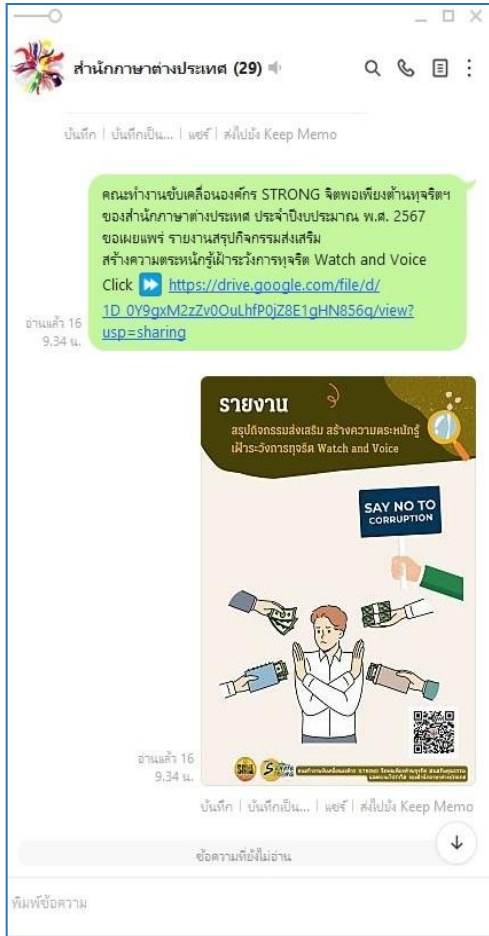 สำนักภาษาต่างประเทศ (29)
บันทึก | บันทึกเป็น... | แชร์ | ส่งไปยัง Keep Memo
คณะทำงานขับเคลื่อนองค์กร STRONG จิตพอเพียงต้านทุจริตฯ
ของสำนักภาษาต่างประเทศ ประจำปีงบประมาณ พ.ศ. 2567
ขอเผยแพร่ รายงานสรุปกิจกรรมส่งเสริม
สร้างความตระหนักรู้เฝ้าระวังการทุจริต Watch and Voice
Click https://drive.google.com/file/d/
1D_0Y9gxM2zZv0OuLhfP0jZ8E1gHN856q/view?
usp=sharing
อ่านแล้ว 16
9.34 น.
รายงาน
สรุปกิจกรรมส่งเสริม สร้างความตระหนักรู้
เฝ้าระวังการทุจริต Watch and Voice
SAY NO TO
CORRUPTION
อ่านแล้ว 16
9.34 น.
บันทึก | บันทึกเป็น... | แชร์ | ส่งไปยัง Keep Memo
ข้อความที่ยังไม่อ่าน
พิมพ์ข้อความ